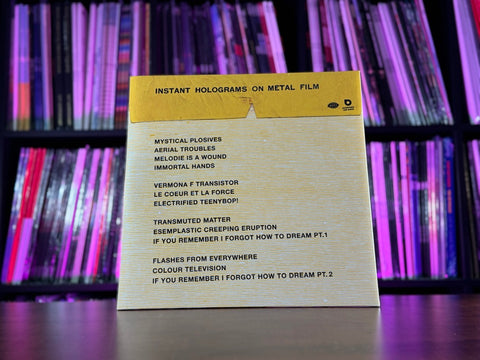 INSTANT HOLOGRAMS ON METAL FILM
MYSTICAL PLOSIVES
AERIAL TROUBLES
MELODIE IS A WOUND
IMMORTAL HANDS
VERMONA F TRANSISTOR
LE COEUR ET LA FORCE
ELECTRIFIED TEENYBOP!
TRANSMUTED MATTER
ESEMPLASTIC CREEPING ERUPTION
IF YOU REMEMBER I FORGOT HOW TO DREAM PT.1
FLASHES FROM EVERYWHERE
COLOUR TELEVISION
IF YOU REMEMBER I FORGOT HOW TO DREAM PT.2